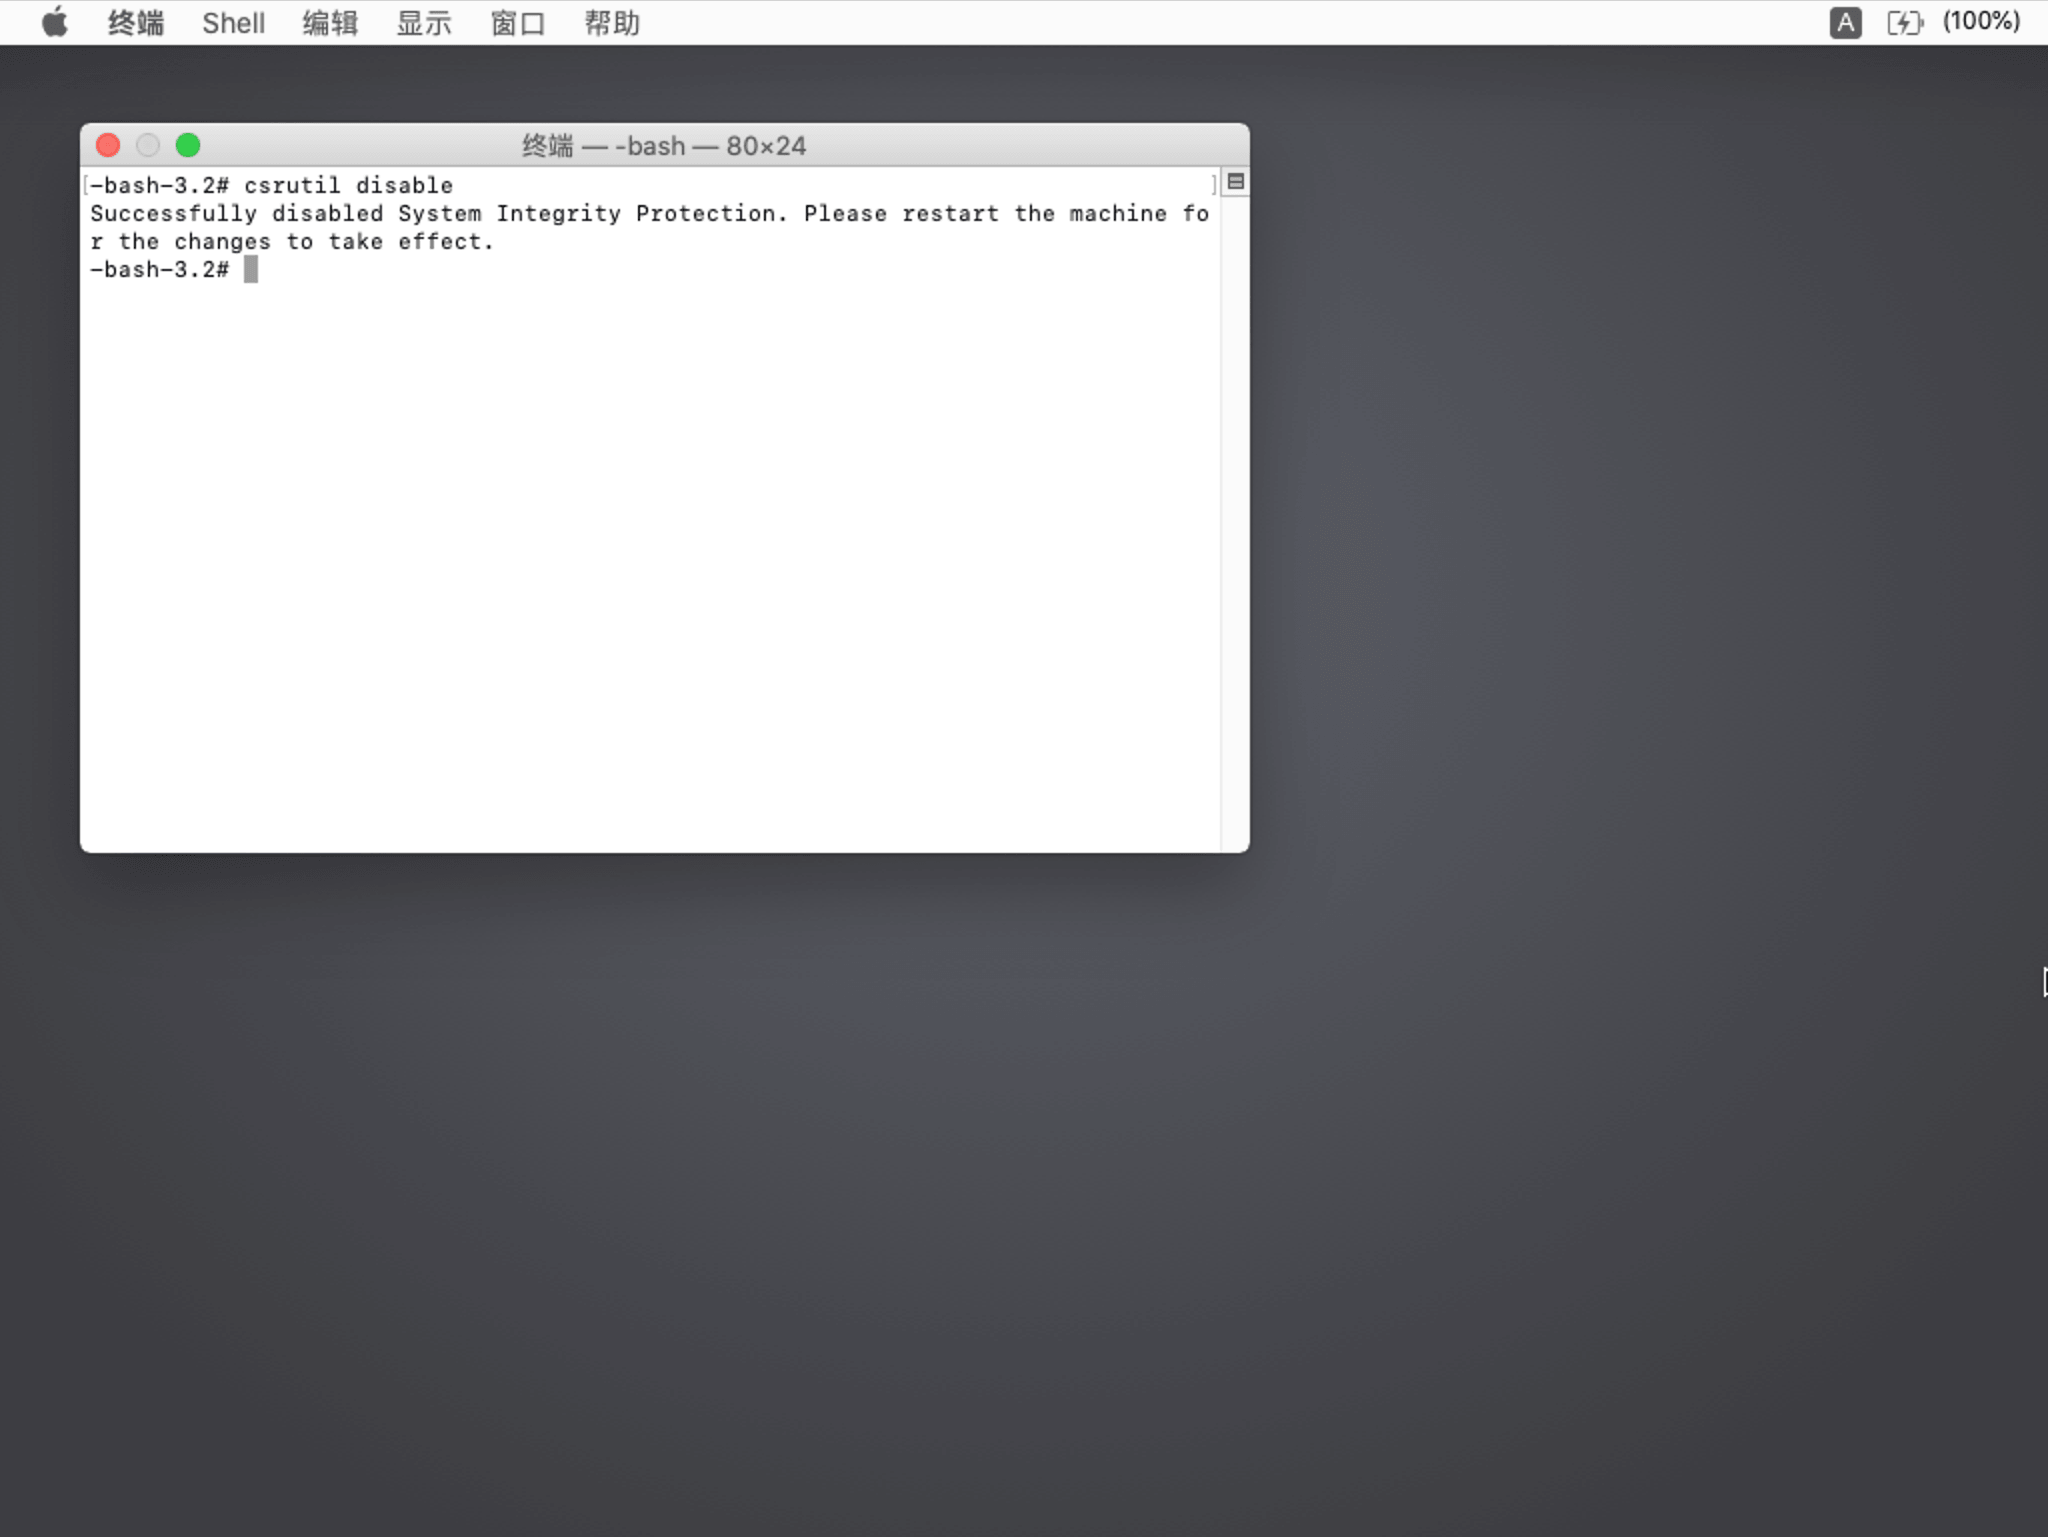 终端 Shell 编辑 显示 窗口 帮助 A (100%)
终端 — -bash — 80×24
[-bash-3.2# csrutil disable ]
Successfully disabled System Integrity Protection. Please restart the machine fo
r the changes to take effect.
-bash-3.2#